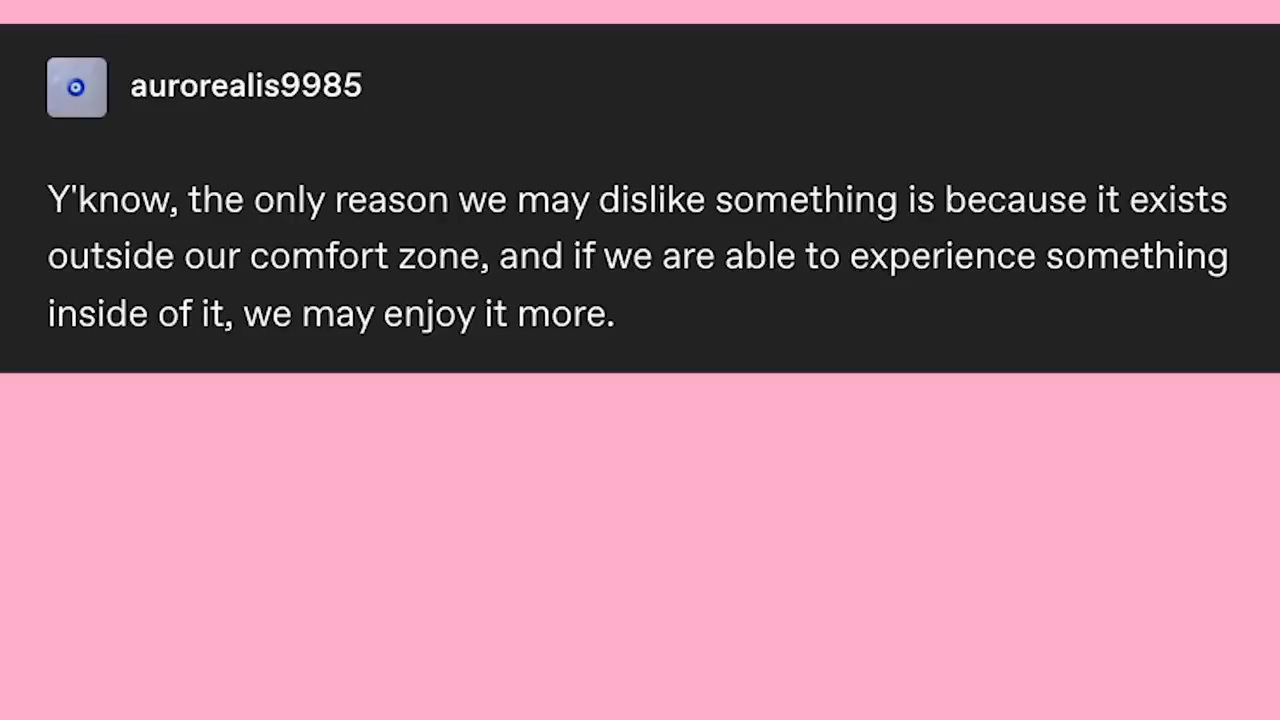 aurorealis9985
Y'know, the only reason we may dislike something is because it exists
outside our comfort zone, and if we are able to experience something
inside of it, we may enjoy it more.